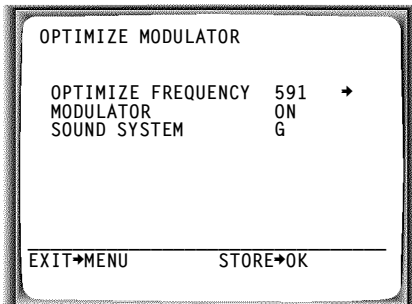 OPTIMIZE MODULATOR
OPTIMIZE FREQUENCY 591 →
MODULATOR ON
SOUND SYSTEM G
EXIT→MENU STORE→OK